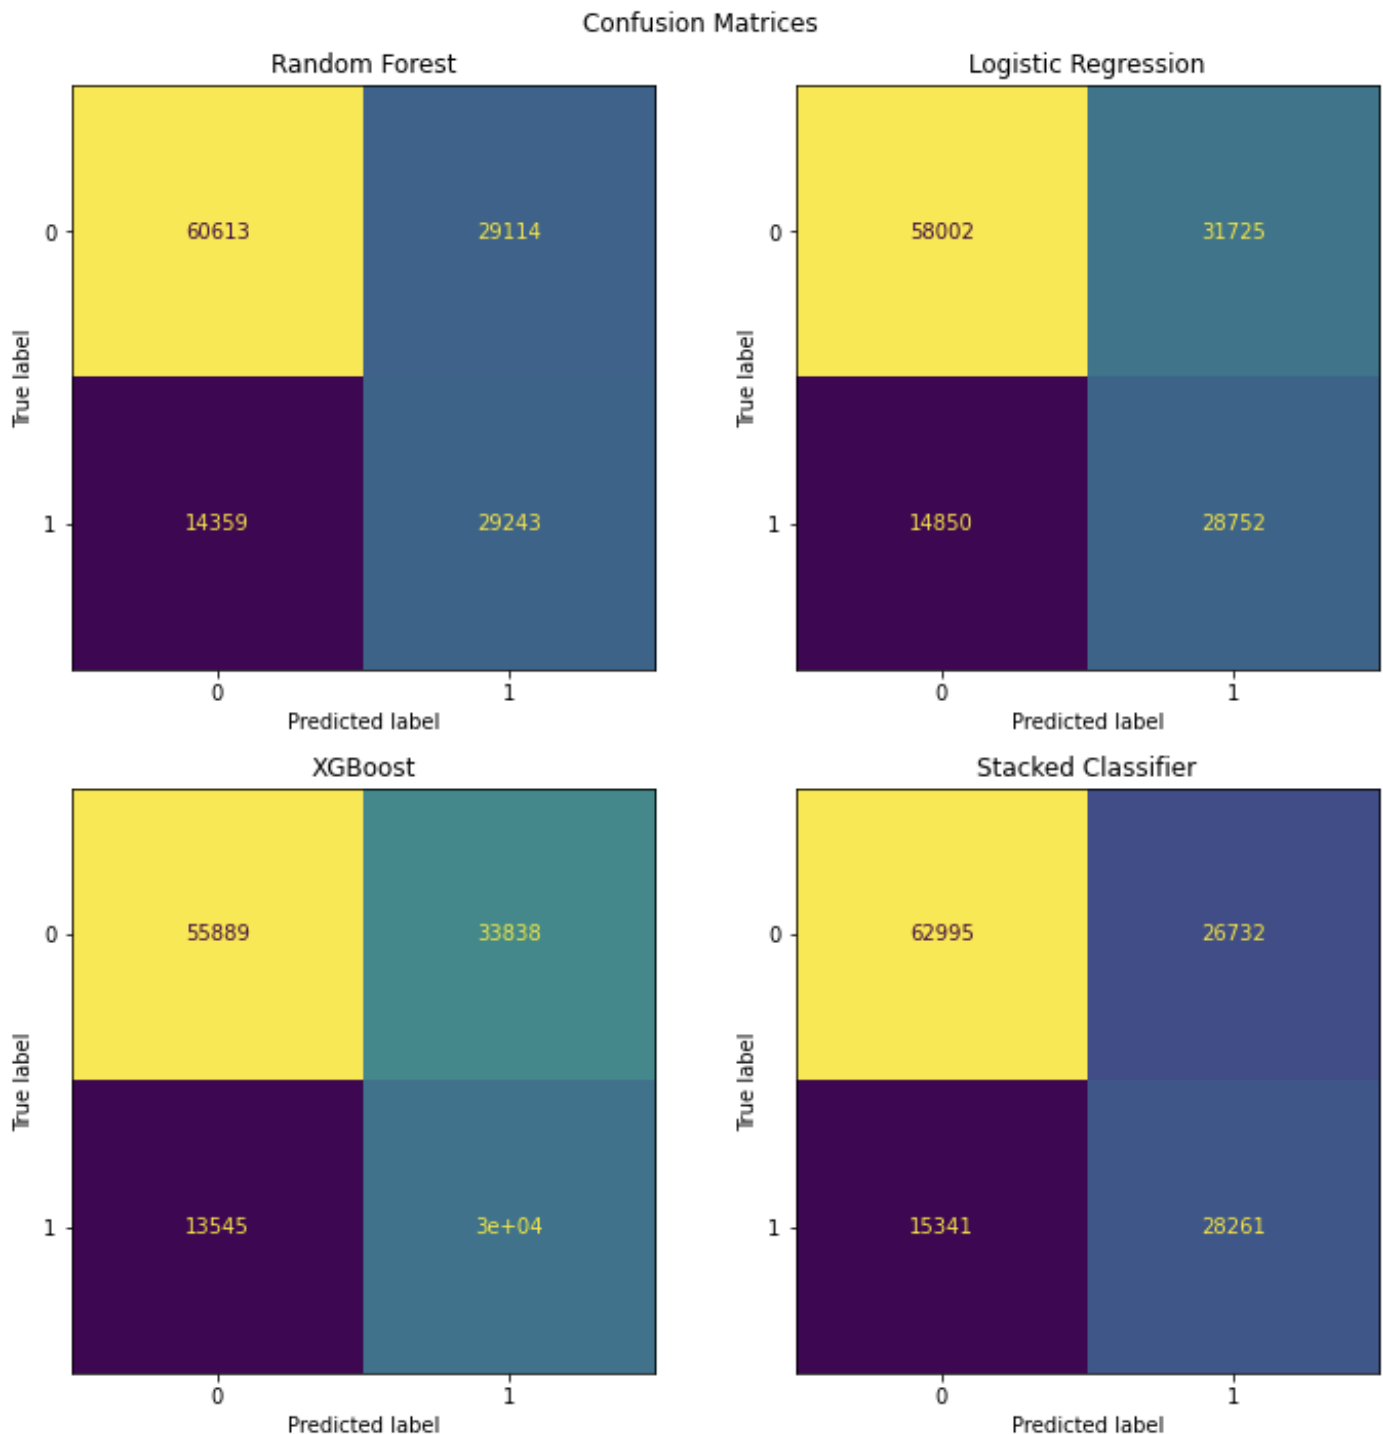 Confusion Matrices
Random Forest
True label
0
60613 29114
1
14359 29243
0 1
Predicted label
Logistic Regression
True label
0
58002 31725
1
14850 28752
0 1
Predicted label
XGBoost
True label
0
55889 33838
1
13545 3e+04
0 1
Predicted label
Stacked Classifier
True label
0
62995 26732
1
15341 28261
0 1
Predicted label